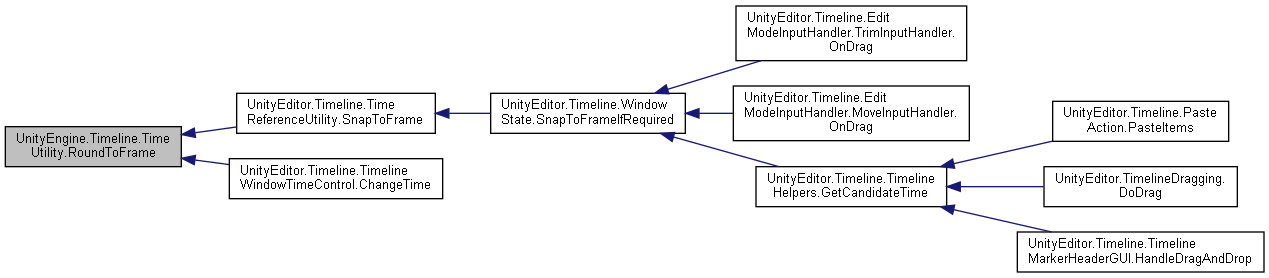 UnityEngine.Timeline.Time
Utility.RoundToFrame
UnityEditor.Timeline.Time
ReferenceUtility.SnapToFrame
UnityEditor.Timeline.Timeline
WindowTimeControl.ChangeTime
UnityEditor.Timeline.Window
State.SnapToFrameIfRequired
UnityEditor.Timeline.Edit
ModeInputHandler.TrimInputHandler.
OnDrag
UnityEditor.Timeline.Edit
ModeInputHandler.MoveInputHandler.
OnDrag
UnityEditor.Timeline.Timeline
Helpers.GetCandidateTime
UnityEditor.Timeline.Paste
Action.PasteItems
UnityEditor.TimelineDragging.
DoDrag
UnityEditor.Timeline.Timeline
MarkerHeaderGUI.HandleDragAndDrop